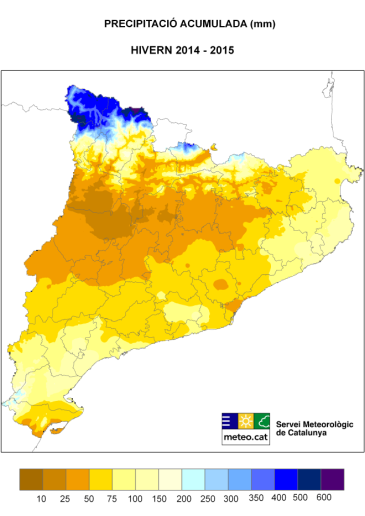 PRECIPITACIÓ ACUMULADA (mm)
HIVERN 2014 - 2015
meteo.cat
Servei Meteorològic
de Catalunya
10 25 50 75 100 150 200 250 300 350 400 500 600